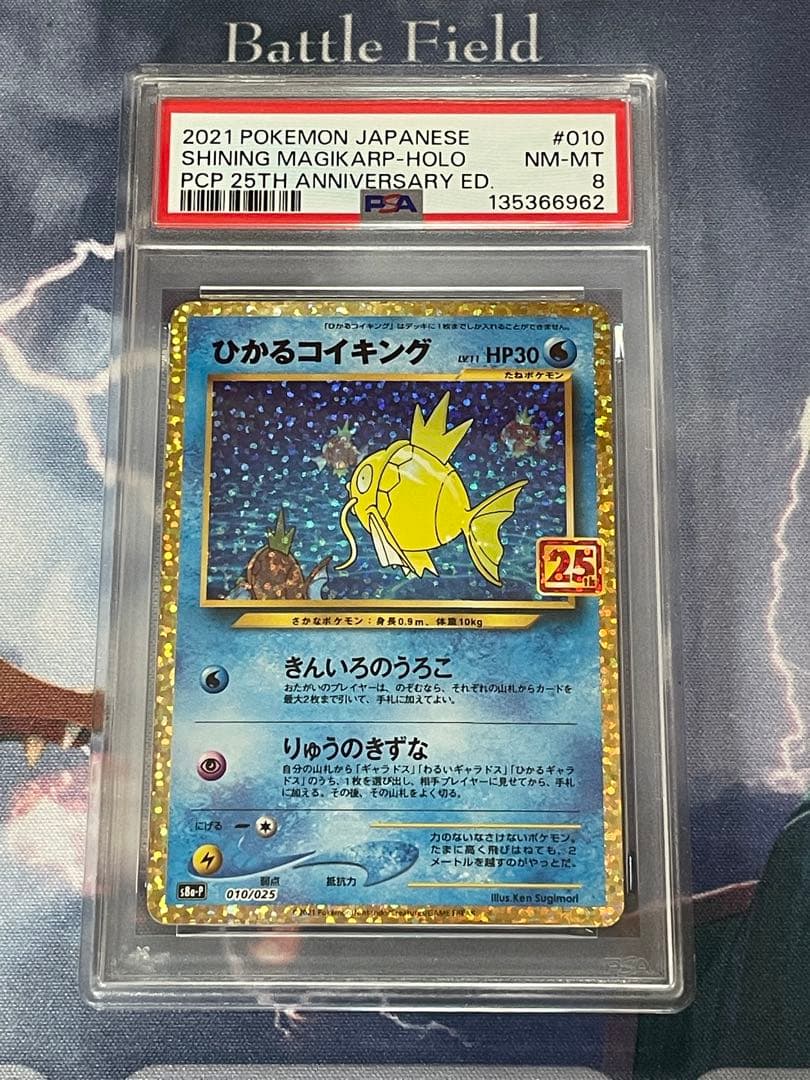 Battle Field
2021 POKEMON JAPANESE #010
SHINING MAGIKARP-HOLO NM-MT
PCP 25TH ANNIVERSARY ED. 8
PSA 135366962
「ひかるコイキング」はデッキに1枚までしか入れることができません。
ひかるコイキング LV.11 HP30
たねポケモン
25th
さかなポケモン：身長0.9m、体重10kg
きんいろのうろこ
おたがいのプレイヤーは、のぞむなら、それぞれの山札からカードを
最大2枚まで引いて、手札に加えてよい。
りゅうのきずな
自分の山札から「ギャラドス」「わるいギャラドス」「ひかるギャラ
ドス」のうち、1枚を選び出し、相手プレイヤーに見せてから、手札
に加える。その後、その山札をよく切る。
にげる
力のないなさけないポケモン。
たまに高く飛びはねても、2
メートルを越すのがやっとだ。
弱点 抵抗力
s8a-P 010/025
Illus.Ken Sugimori
PSA